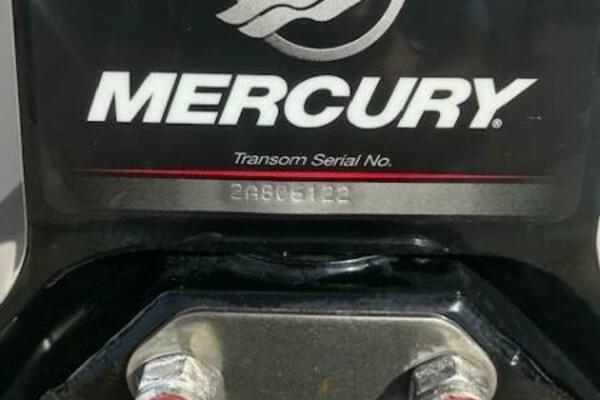 MERCURY®
Transom Serial No.
2A806122